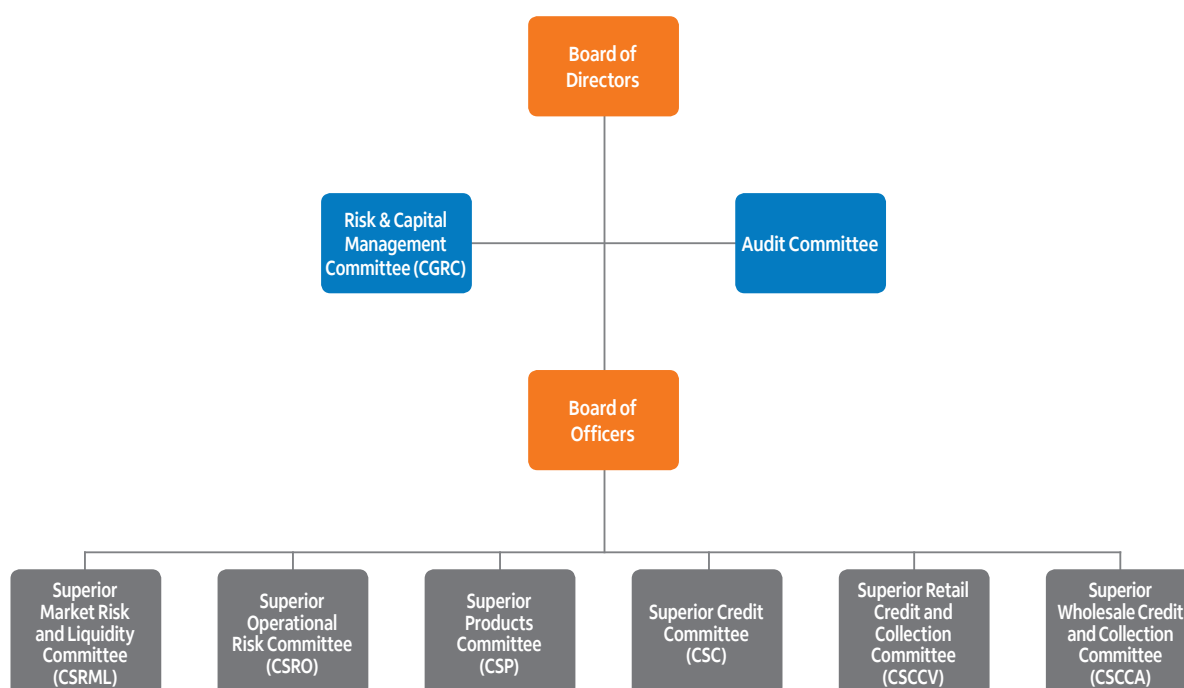 Board of
Directors
Risk & Capital
Management
Committee (CGRC)
Audit Committee
Board of
Officers
Superior
Market Risk
and Liquidity
Committee
(CSRML)
Superior
Operational
Risk Committee
(CSRO)
Superior
Products
Committee
(CSP)
Superior Credit
Committee
(CSC)
Superior Retail
Credit and
Collection
Committee
(CSCCV)
Superior
Wholesale Credit
and Collection
Committee
(CSCCA)